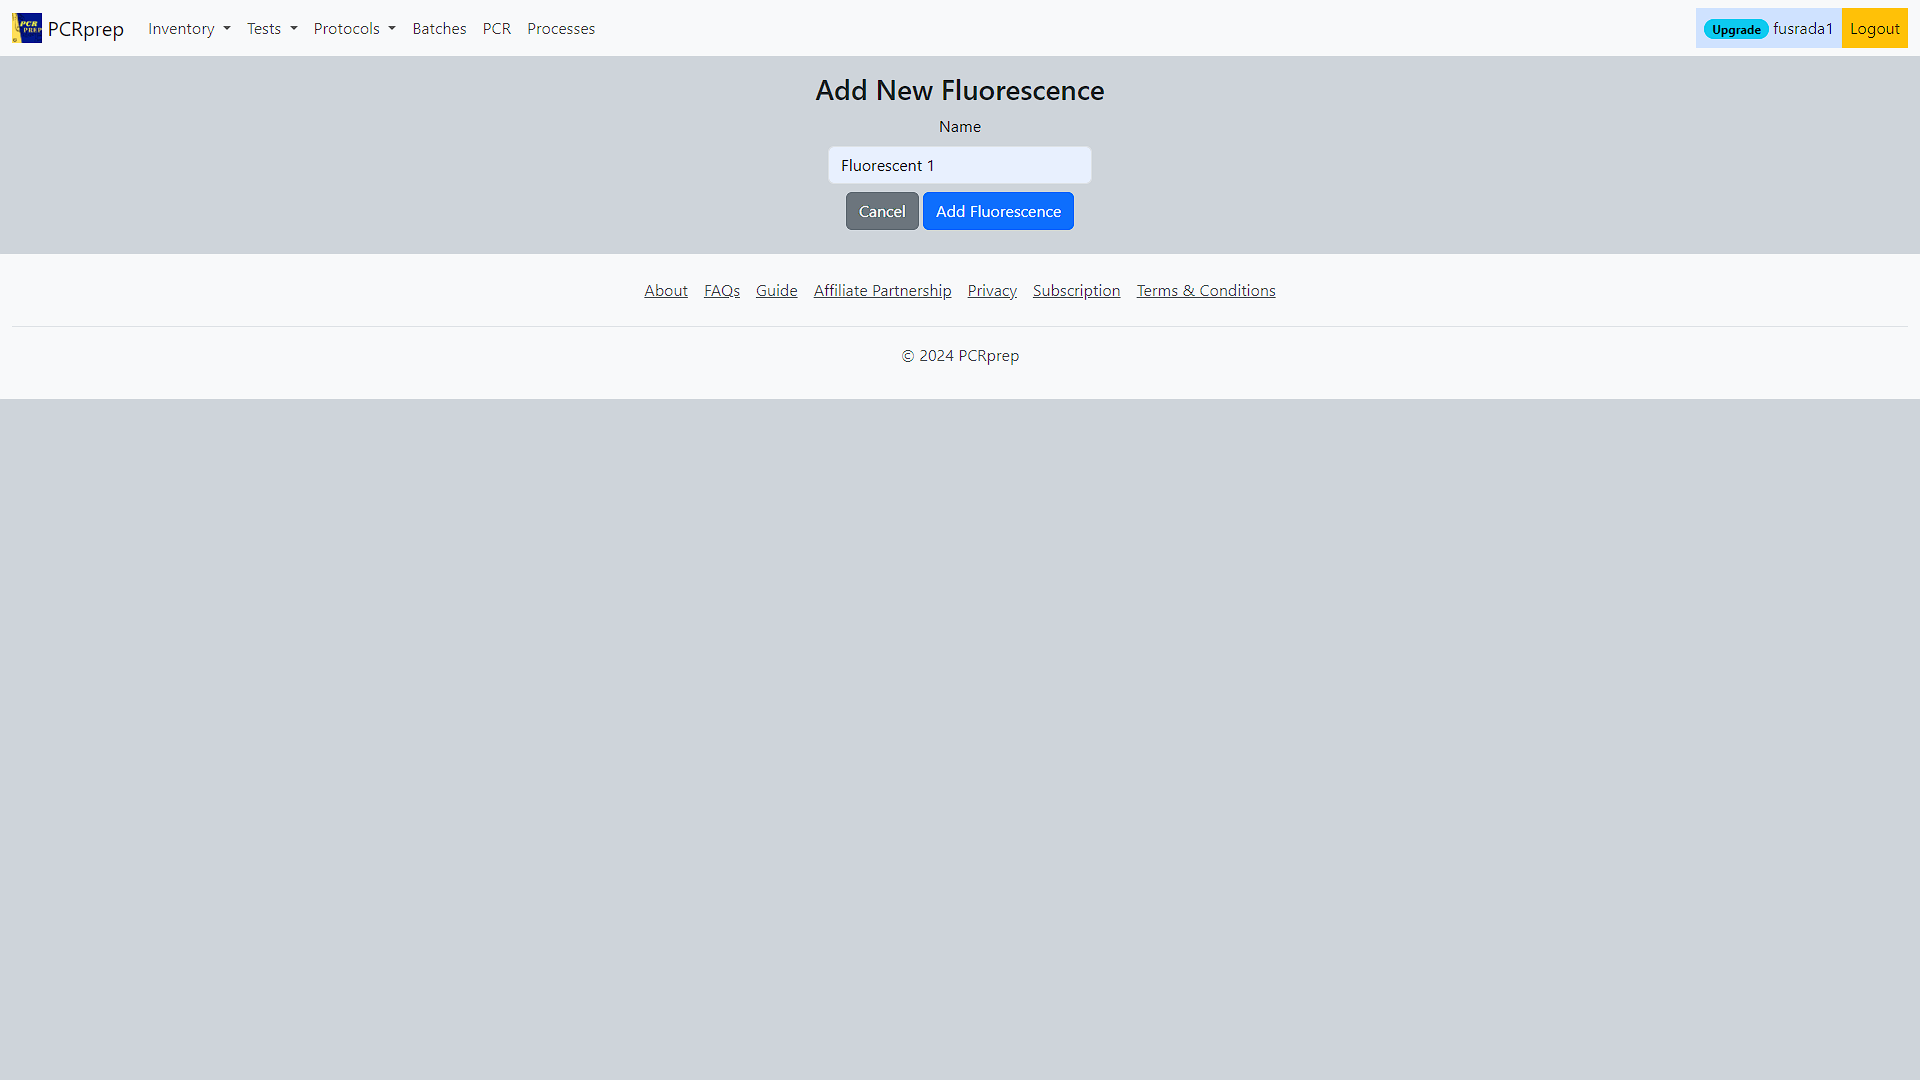 PCR PREP PCRprep Inventory Tests Protocols Batches PCR Processes Upgrade fusrada1 Logout
Add New Fluorescence
Name
Fluorescent 1
Cancel Add Fluorescence
About FAQs Guide Affiliate Partnership Privacy Subscription Terms & Conditions
© 2024 PCRprep